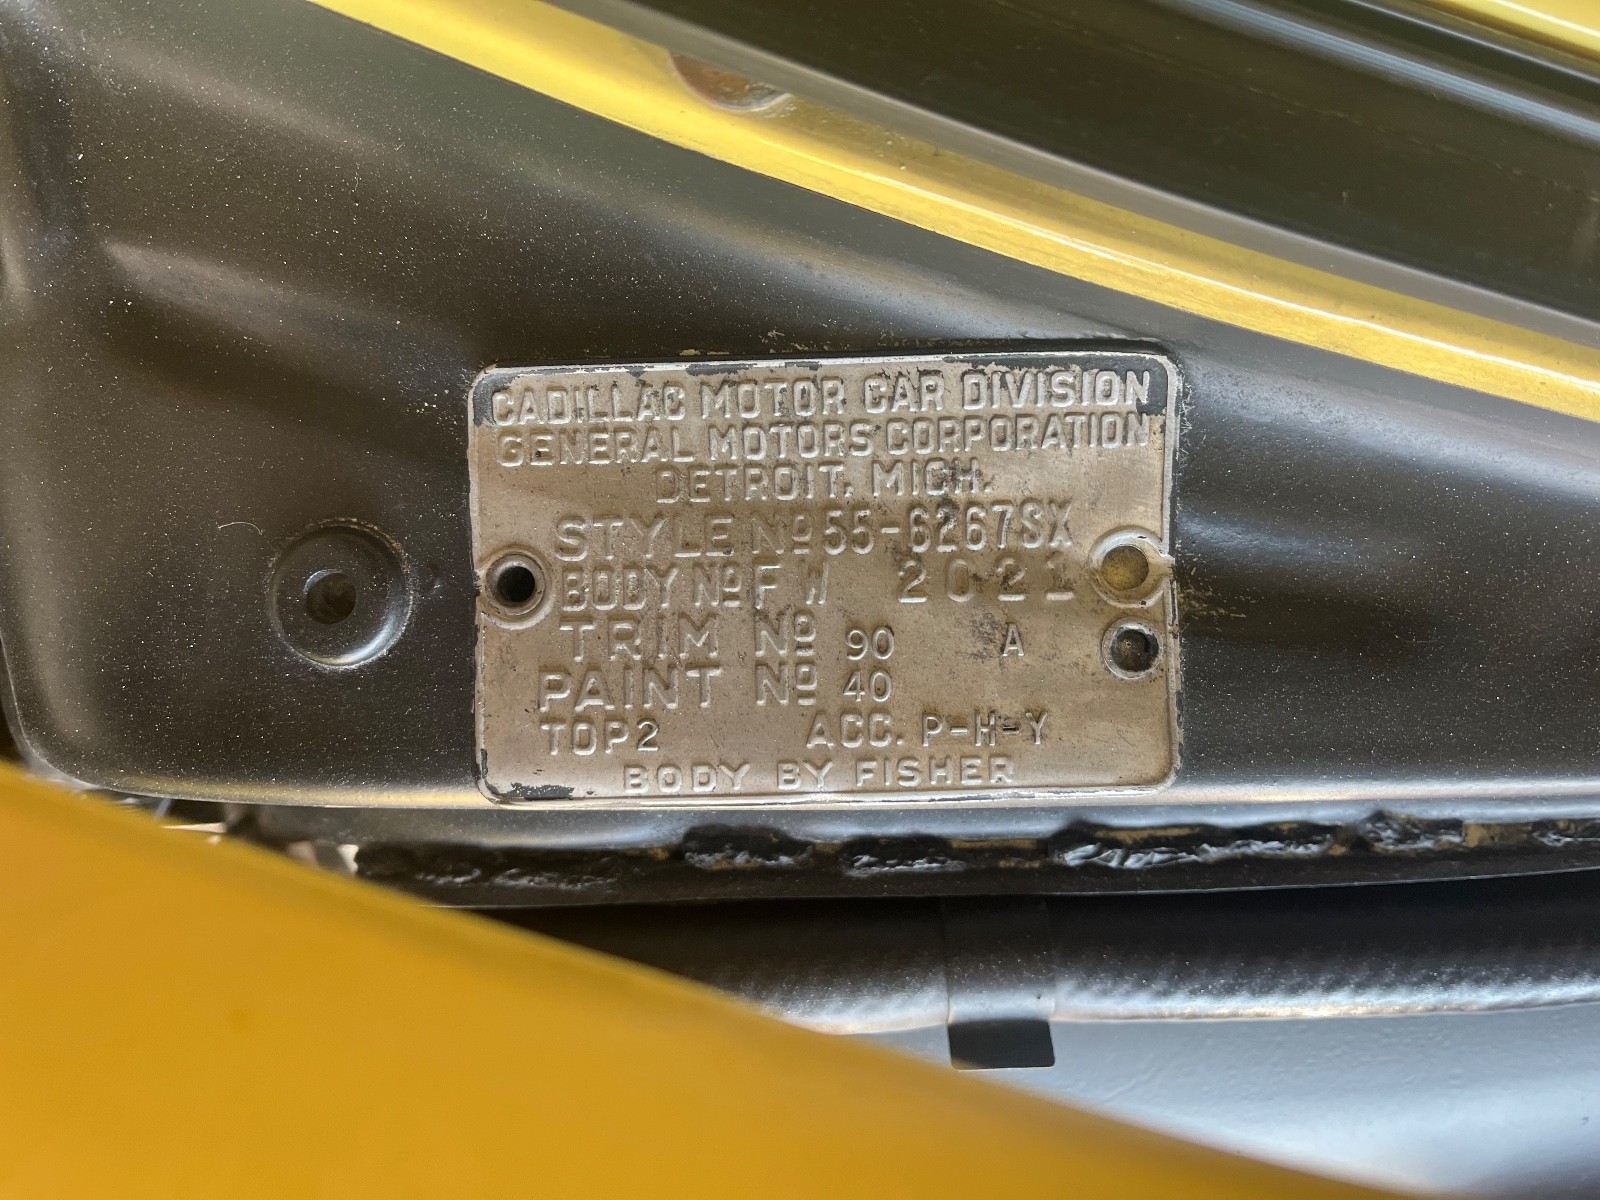 CADILLAC MOTOR CAR DIVISION
GENERAL MOTORS CORPORATION
DETROIT, MICH.
STYLE Nº 55-6267SX
BODY Nº FW 2021
TRIM Nº 90 A
PAINT Nº 40
TOP2 ACC. P-H-Y
BODY BY FISHER